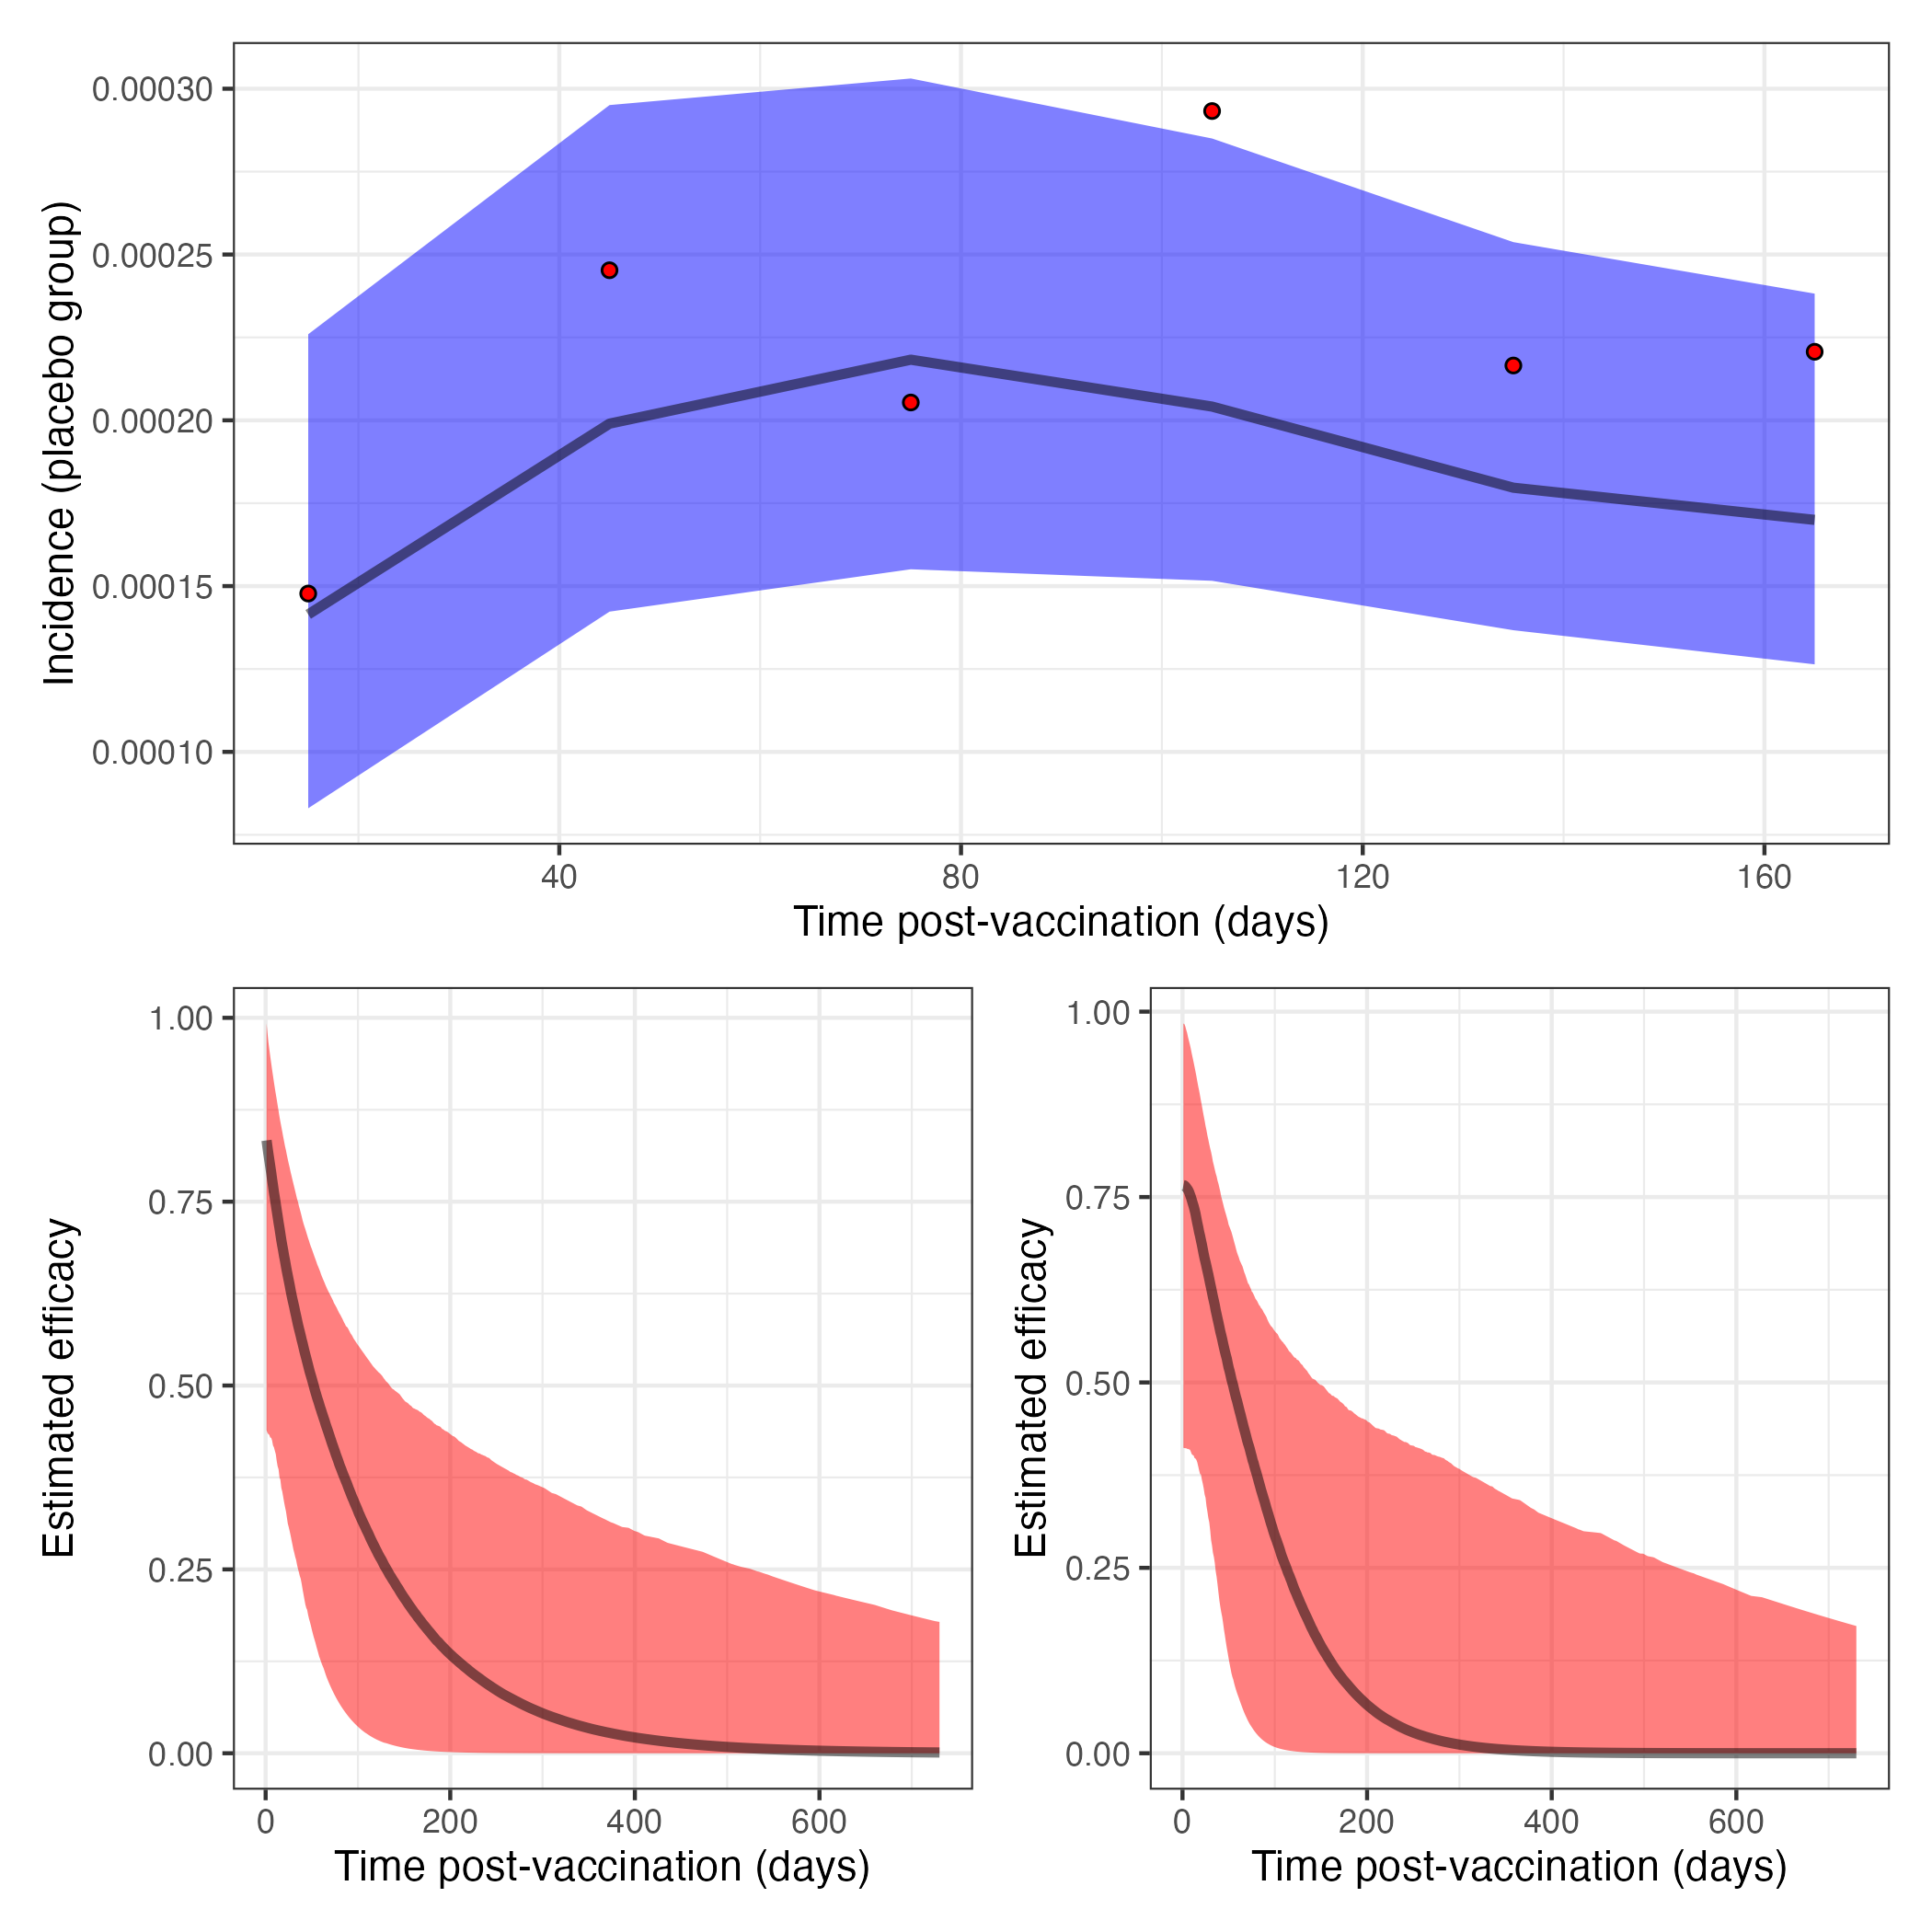 Incidence (placebo group)
0.00030
0.00025
0.00020
0.00015
0.00010
40 80 120 160
Time post-vaccination (days)
Estimated efficacy
1.00
0.75
0.50
0.25
0.00
0 200 400 600
Time post-vaccination (days)
Estimated efficacy
1.00
0.75
0.50
0.25
0.00
0 200 400 600
Time post-vaccination (days)